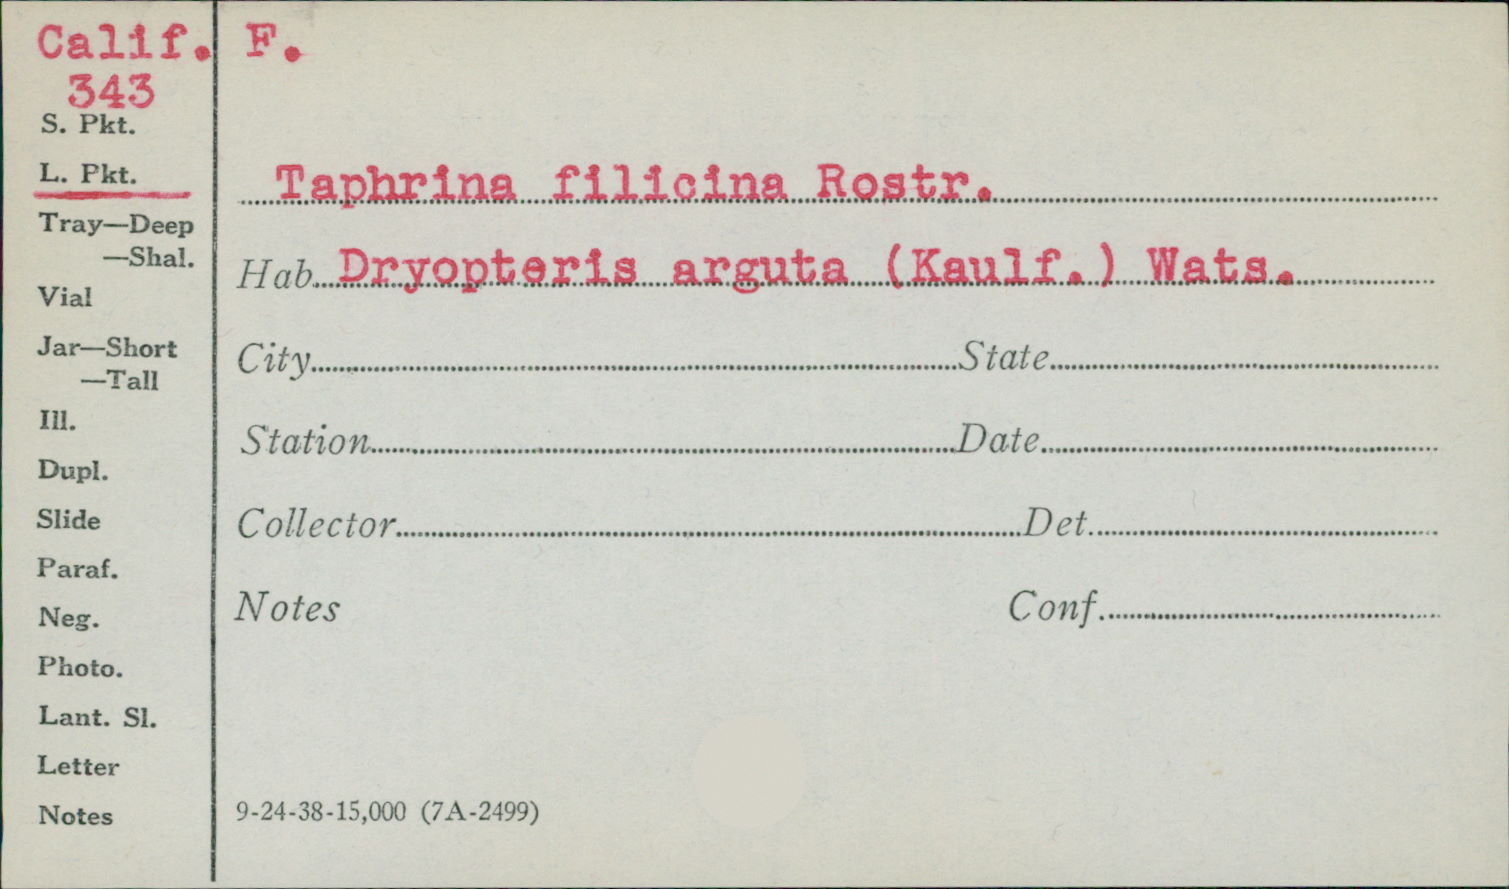 Calif. F.
343
S. Pkt.
L. Pkt.
Taphrina filicina Rostr.
Tray—Deep
—Shal.
Hab. Dryopteris arguta (Kaulf.) Wats.
Vial
Jar—Short
—Tall
City State
Ill.
Station Date
Dupl.
Slide
Collector Det.
Paraf.
Neg.
Notes Conf.
Photo.
Lant. Sl.
Letter
Notes
9-24-38-15,000 (7A-2499)